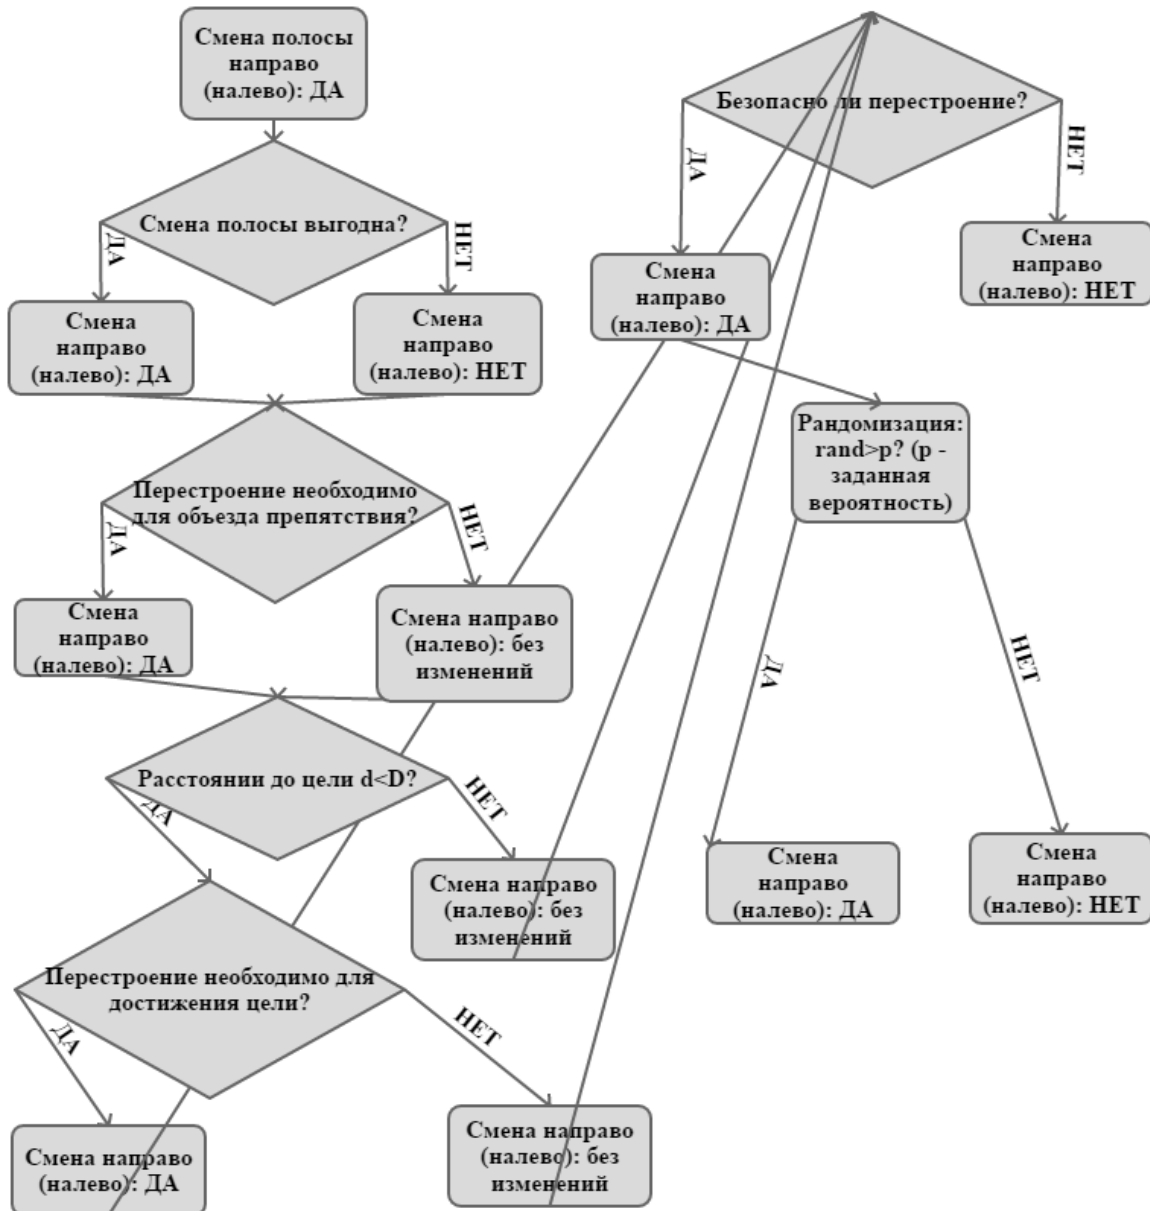 Смена полосы
направо
(налево): ДА
Смена полосы выгодна?
ДА
НЕТ
Смена
направо
(налево): ДА
Смена
направо
(налево): НЕТ
Перестроение необходимо
для объезда препятствия?
ДА
НЕТ
Смена
направо
(налево): ДА
Смена направо
(налево): без
изменений
Расстоянии до цели d<D?
ДА
НЕТ
Смена направо
(налево): без
изменений
Перестроение необходимо для
достижения цели?
ДА
НЕТ
Смена направо
(налево): ДА
Смена направо
(налево): без
изменений
Безопасно ли перестроение?
ДА
НЕТ
Смена
направо
(налево): ДА
Смена
направо
(налево): НЕТ
Рандомизация:
rand>p? (p -
заданная
вероятность)
ДА
НЕТ
Смена
направо
(налево): ДА
Смена
направо
(налево): НЕТ